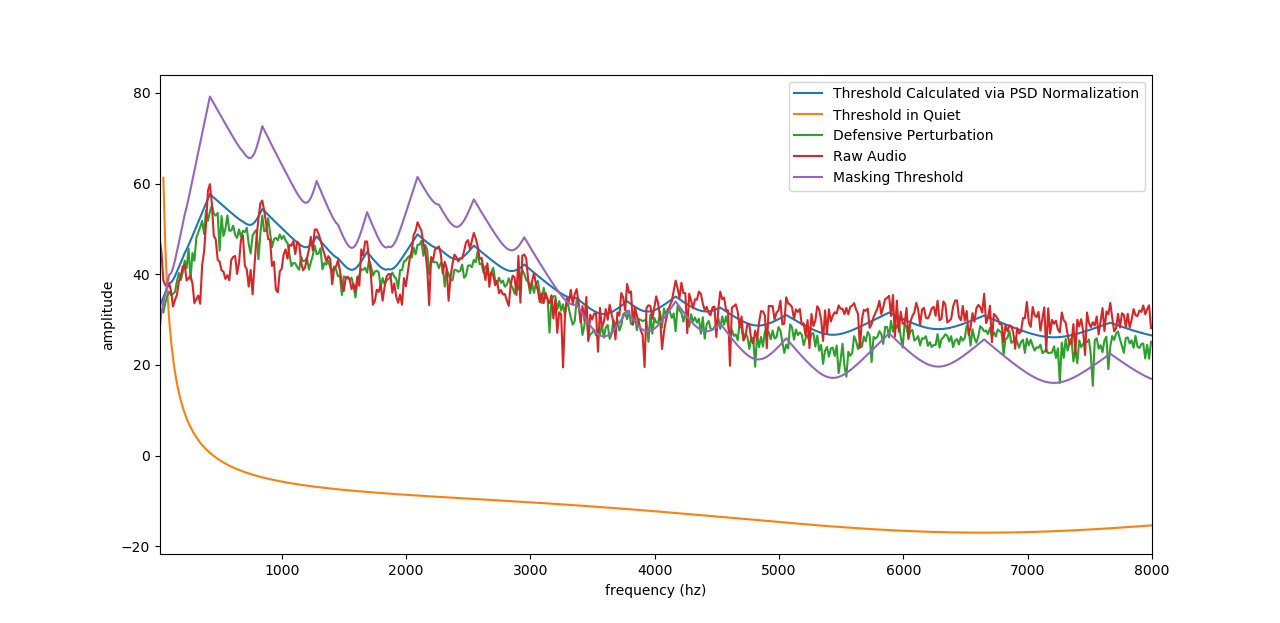 80
60
40
20
0
−20
amplitude
1000
2000
3000
4000
5000
6000
7000
8000
frequency (hz)
Threshold Calculated via PSD Normalization
Threshold in Quiet
Defensive Perturbation
Raw Audio
Masking Threshold